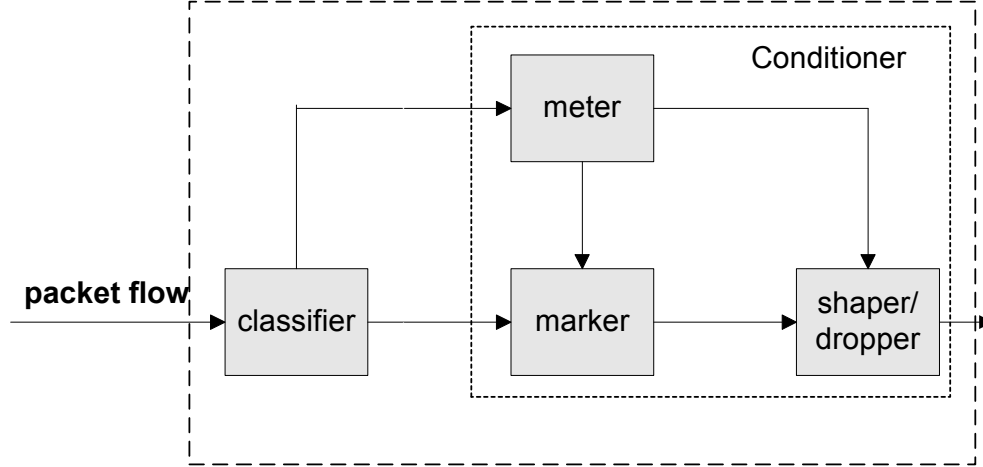 Conditioner
meter
packet flow
classifier
marker
shaper/
dropper